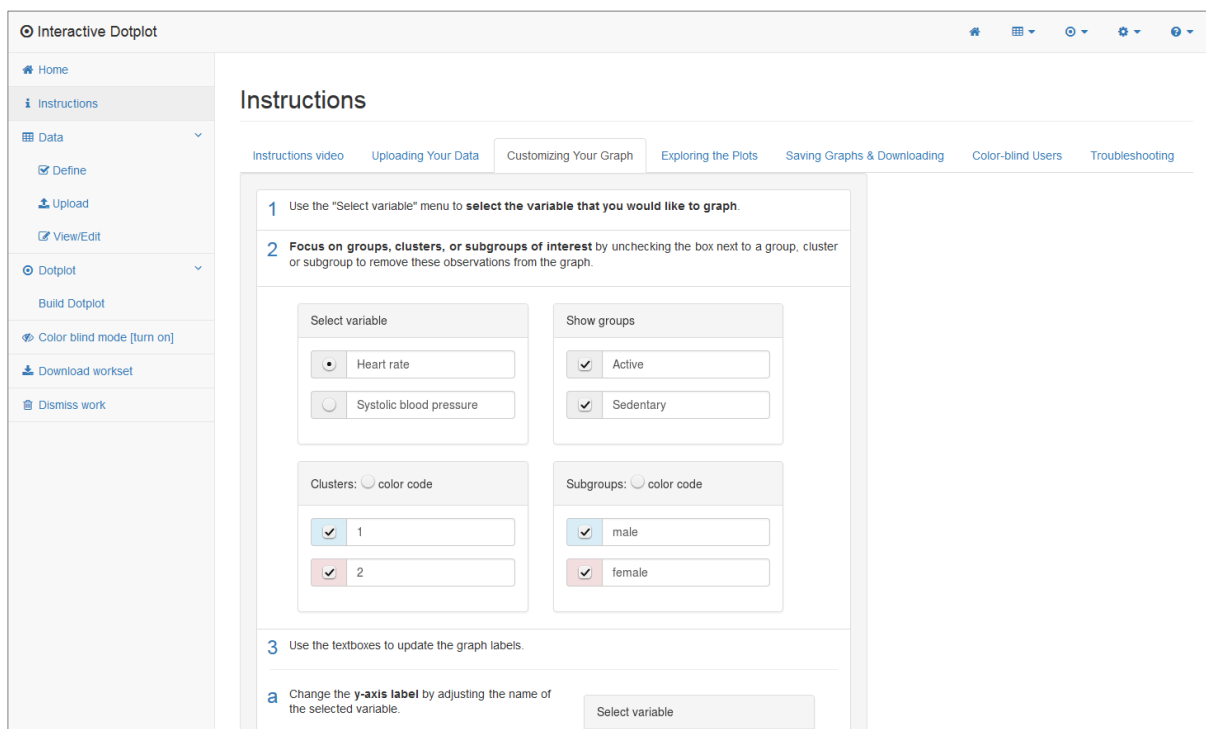 Interactive Dotplot
Home
Instructions
Data
Define
Upload
View/Edit
Dotplot
Build Dotplot
Color blind mode [turn on]
Download workset
Dismiss work
Instructions
Instructions video
Uploading Your Data
Customizing Your Graph
Exploring the Plots
Saving Graphs & Downloading
Color-blind Users
Troubleshooting
1 Use the "Select variable" menu to select the variable that you would like to graph.
2 Focus on groups, clusters, or subgroups of interest by unchecking the box next to a group, cluster
or subgroup to remove these observations from the graph.
Select variable
Heart rate
Systolic blood pressure
Show groups
Active
Sedentary
Clusters: color code
1
2
Subgroups: color code
male
female
3 Use the textboxes to update the graph labels.
a Change the y-axis label by adjusting the name of
the selected variable.
Select variable